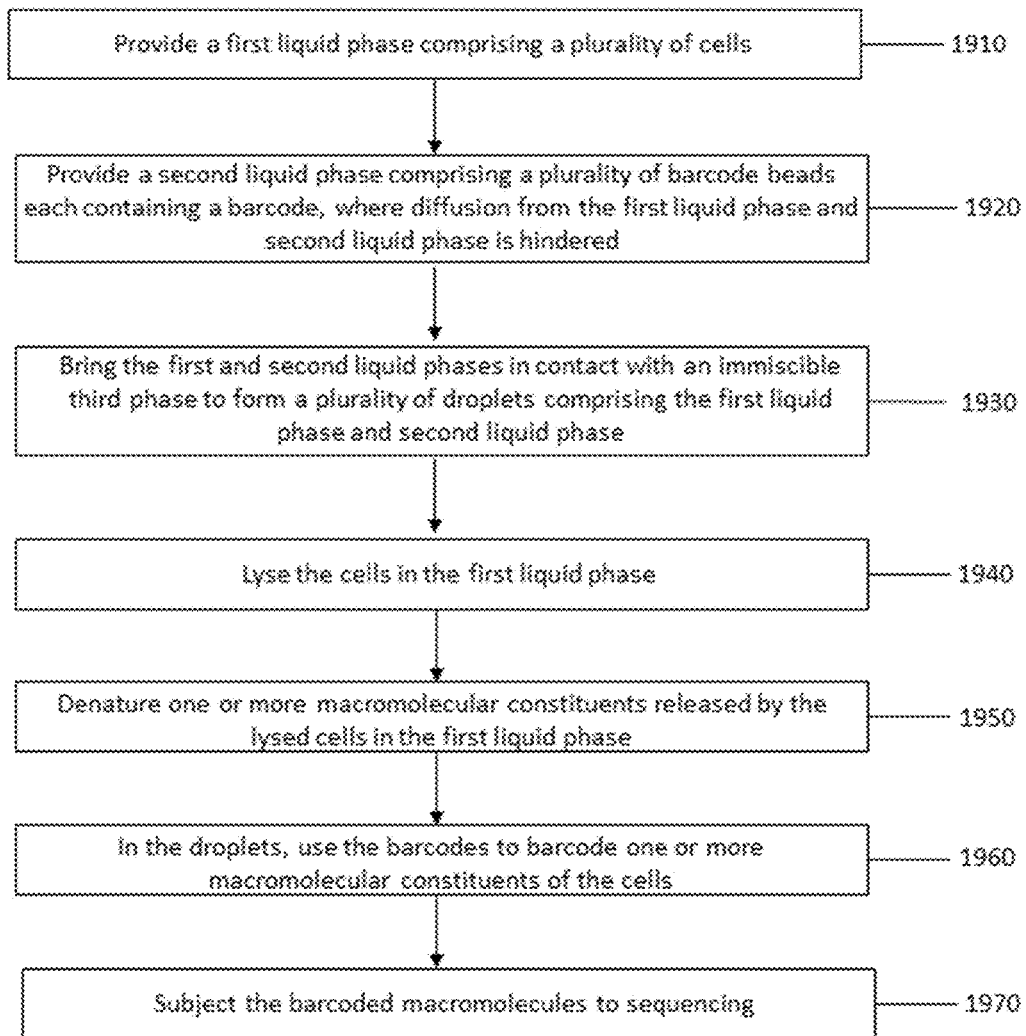 Provide a first liquid phase comprising a plurality of cells
1910
Provide a second liquid phase comprising a plurality of barcode beads
each containing a barcode, where diffusion from the first liquid phase and
second liquid phase is hindered
1920
Bring the first and second liquid phases in contact with an immiscible
third phase to form a plurality of droplets comprising the first liquid
phase and second liquid phase
1930
Lyse the cells in the first liquid phase
1940
Denature one or more macromolecular constituents released by the
lysed cells in the first liquid phase
1950
In the droplets, use the barcodes to barcode one or more
macromolecular constituents of the cells
1960
Subject the barcoded macromolecules to sequencing
1970